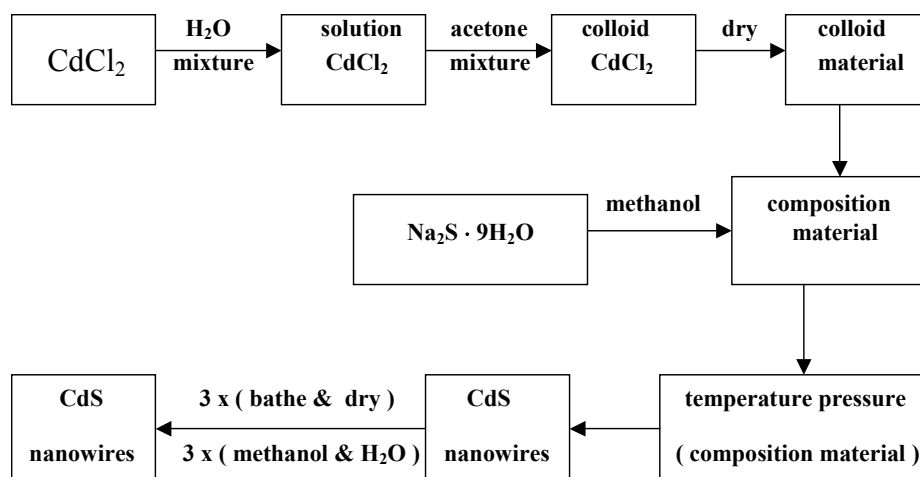 CdCl₂
H₂O
mixture
solution
CdCl₂
acetone
mixture
colloid
CdCl₂
dry
colloid
material
Na₂S · 9H₂O
methanol
composition
material
temperature pressure
( composition material )
CdS
nanowires
3 x ( bathe & dry )
3 x ( methanol & H₂O )
CdS
nanowires